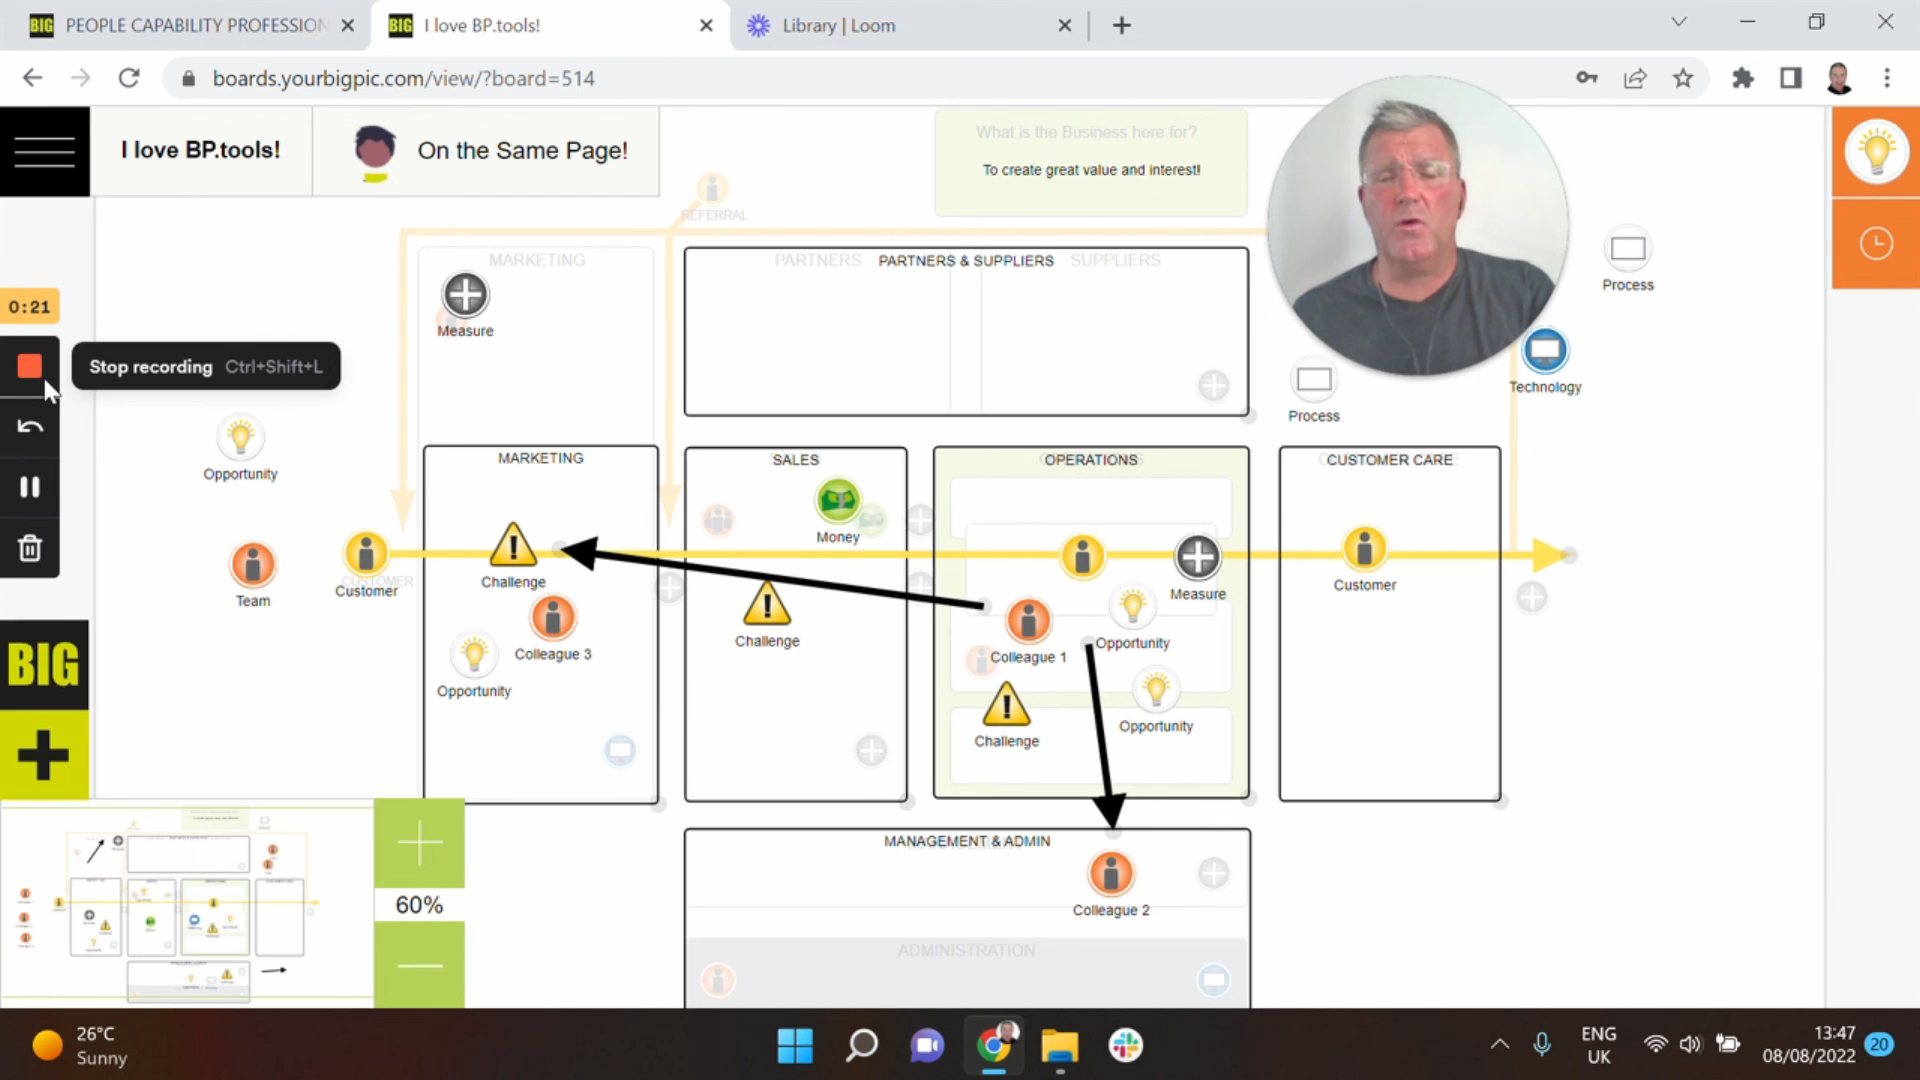 BIG PEOPLE CAPABILITY PROFESSION
BIG I love BP.tools!
Library | Loom
boards.yourbigpic.com/view/?board=514
I love BP.tools!
On the Same Page!
What is the Business here for?
To create great value and interest!
REFERRAL
MARKETING
PARTNERS
PARTNERS & SUPPLIERS
SUPPLIERS
Process
Measure
0:21
Stop recording Ctrl+Shift+L
Technology
Process
Opportunity
MARKETING
SALES
OPERATIONS
CUSTOMER CARE
Money
Challenge
CUSTOMER
Customer
Team
Measure
Customer
Challenge
Opportunity
Colleague 3
Colleague 1
Opportunity
BIG
Challenge
Opportunity
MANAGEMENT & ADMIN
60%
Colleague 2
ADMINISTRATION
26°C
Sunny
ENG
UK
13:47
08/08/2022
20